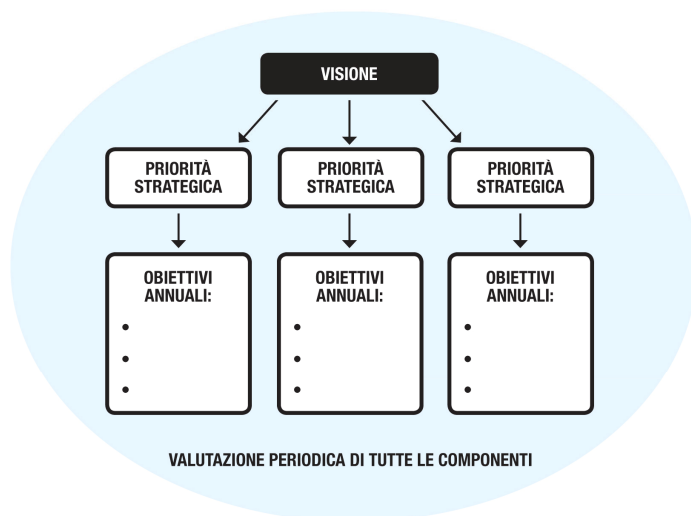 VISIONE
PRIORITÀ
STRATEGICA
PRIORITÀ
STRATEGICA
PRIORITÀ
STRATEGICA
OBIETTIVI
ANNUALI:
•
•
•
OBIETTIVI
ANNUALI:
•
•
•
OBIETTIVI
ANNUALI:
•
•
•
VALUTAZIONE PERIODICA DI TUTTE LE COMPONENTI